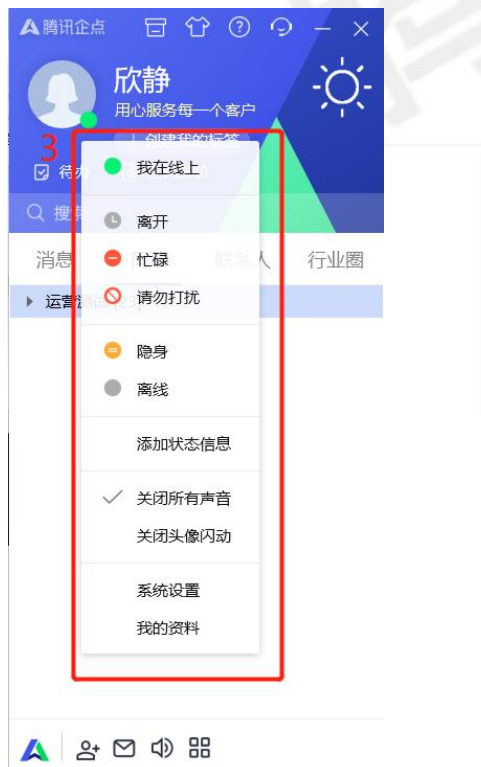 腾讯企点
欣静
用心服务每一个客户
创建我的标签
3
待办
搜
消息
联系人
行业圈
运营
我在线上
离开
忙碌
请勿打扰
隐身
离线
添加状态信息
关闭所有声音
关闭头像闪动
系统设置
我的资料